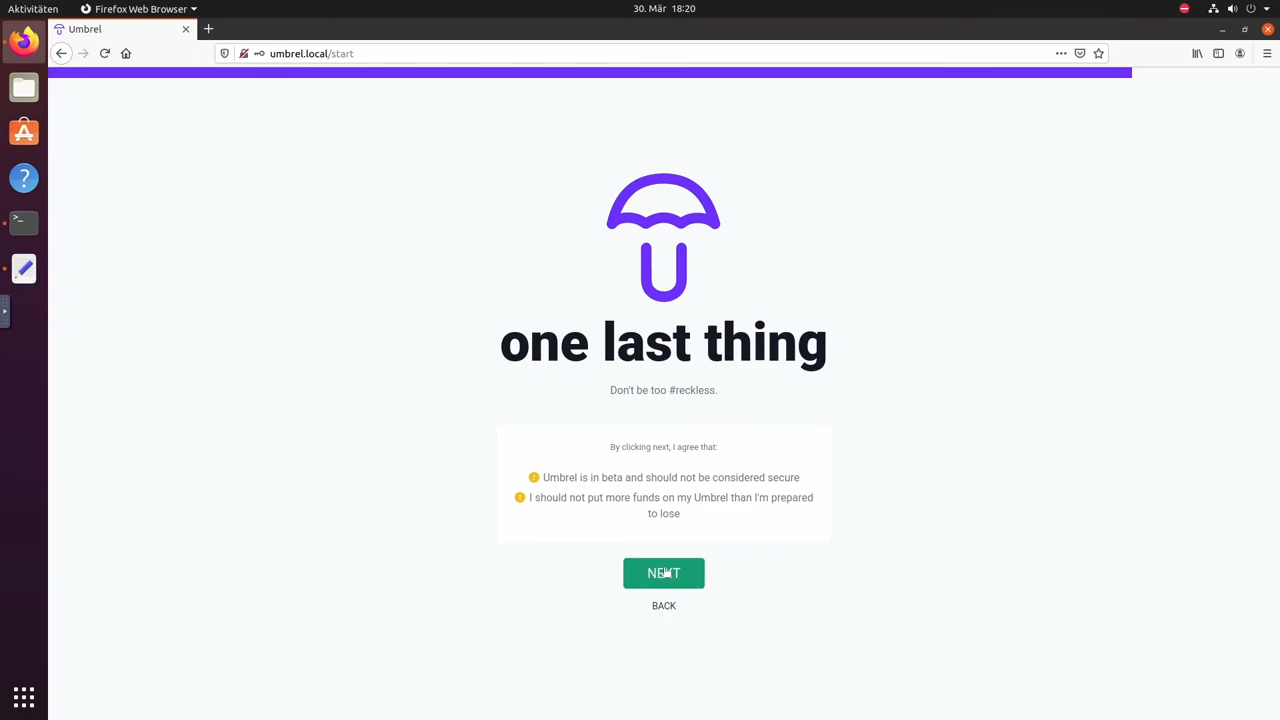 Aktivitäten
Firefox Web Browser
30. Mär 18:20
Umbrel
umbrel.local/start
one last thing
Don't be too #reckless.
By clicking next, I agree that:
Umbrel is in beta and should not be considered secure
I should not put more funds on my Umbrel than I'm prepared
to lose
NEXT
BACK